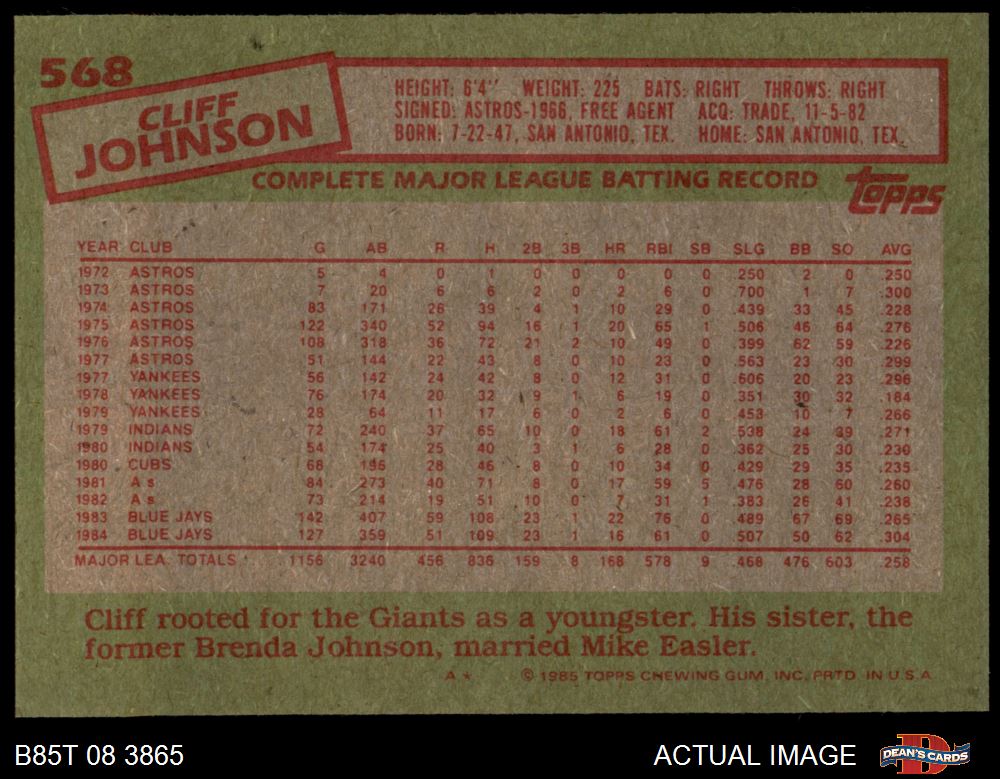 568
CLIFF
JOHNSON
HEIGHT: 6'4" WEIGHT: 225 BATS: RIGHT THROWS: RIGHT
SIGNED: ASTROS-1966, FREE AGENT ACQ: TRADE, 11-5-82
BORN: 7-22-47, SAN ANTONIO, TEX. HOME: SAN ANTONIO, TEX.
COMPLETE MAJOR LEAGUE BATTING RECORD
topps
YEAR CLUB G AB R H 2B 3B HR RBI SB SLG BB SO AVG
1972 ASTROS 5 4 0 1 0 0 0 0 0 .250 2 0 .250
1973 ASTROS 7 20 6 6 2 0 2 6 0 .700 1 7 .300
1974 ASTROS 83 171 26 39 4 1 10 29 0 .439 33 45 .228
1975 ASTROS 122 340 52 94 16 1 20 65 1 .506 46 64 .276
1976 ASTROS 108 318 36 72 21 2 10 49 0 .399 62 59 .226
1977 ASTROS 51 144 22 43 8 0 10 23 0 .563 23 30 .299
1977 YANKEES 56 142 24 42 8 0 12 31 0 .606 20 23 .296
1978 YANKEES 76 174 20 32 9 1 6 19 0 .351 30 32 .184
1979 YANKEES 28 64 11 17 6 0 2 6 0 .453 10 7 .266
1979 INDIANS 72 240 37 65 10 0 18 61 2 .538 24 39 .271
1980 INDIANS 54 174 25 40 3 1 6 28 0 .362 25 30 .230
1980 CUBS 68 196 28 46 8 0 10 34 0 .429 29 35 .235
1981 A's 84 273 40 71 8 0 17 59 5 .476 28 60 .260
1982 A's 73 214 19 51 10 0 7 31 1 .383 26 41 .238
1983 BLUE JAYS 142 407 59 108 23 1 22 76 0 .489 67 69 .265
1984 BLUE JAYS 127 359 51 109 23 1 16 61 0 .507 50 62 .304
MAJOR LEA. TOTALS 1156 3240 456 836 159 8 168 578 9 .468 476 603 .258
Cliff rooted for the Giants as a youngster. His sister, the
former Brenda Johnson, married Mike Easler.
A* © 1985 TOPPS CHEWING GUM, INC. PRTD. IN U.S.A.
B85T 08 3865 ACTUAL IMAGE D DEAN'S CARDS